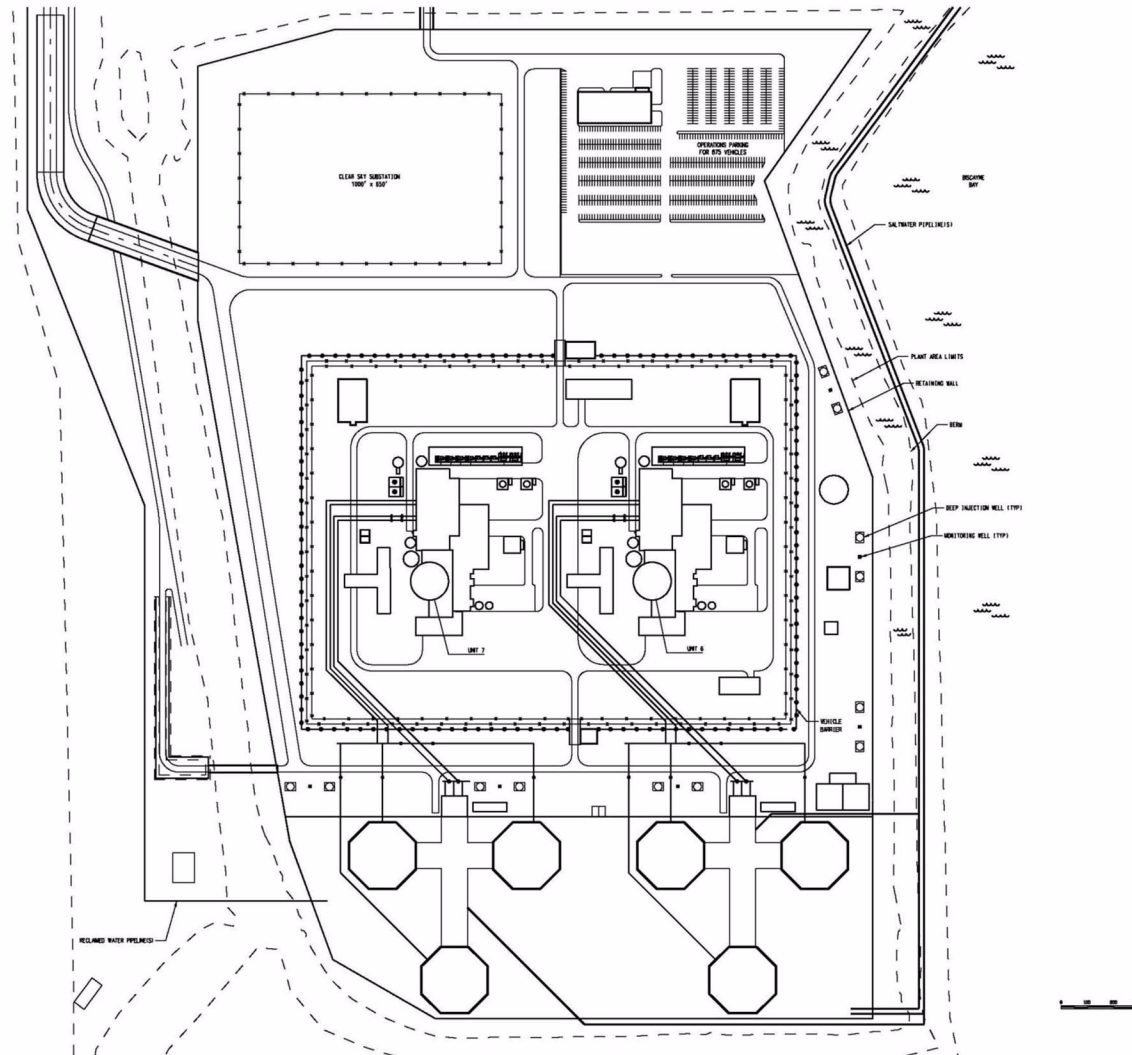 CLEAR SKY SUBSTATION
1000' x 650'
OPERATIONS PARKING
FOR 875 VEHICLES
BISCAYNE
BAY
SALTWATER PIPELINE(S)
PLANT AREA LIMITS
RETAINING WALL
BERM
DEEP INJECTION WELL (TYP)
MONITORING WELL (TYP)
UNIT 7
UNIT 6
VEHICLE
BARRIER
RECLAIMED WATER PIPELINE(S)